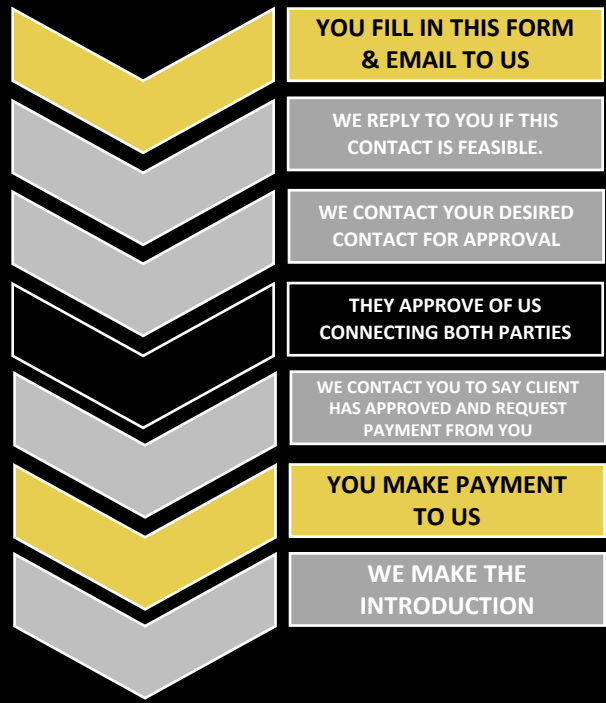 YOU FILL IN THIS FORM
& EMAIL TO US
WE REPLY TO YOU IF THIS
CONTACT IS FEASIBLE.
WE CONTACT YOUR DESIRED
CONTACT FOR APPROVAL
THEY APPROVE OF US
CONNECTING BOTH PARTIES
WE CONTACT YOU TO SAY CLIENT
HAS APPROVED AND REQUEST
PAYMENT FROM YOU
YOU MAKE PAYMENT
TO US
WE MAKE THE
INTRODUCTION